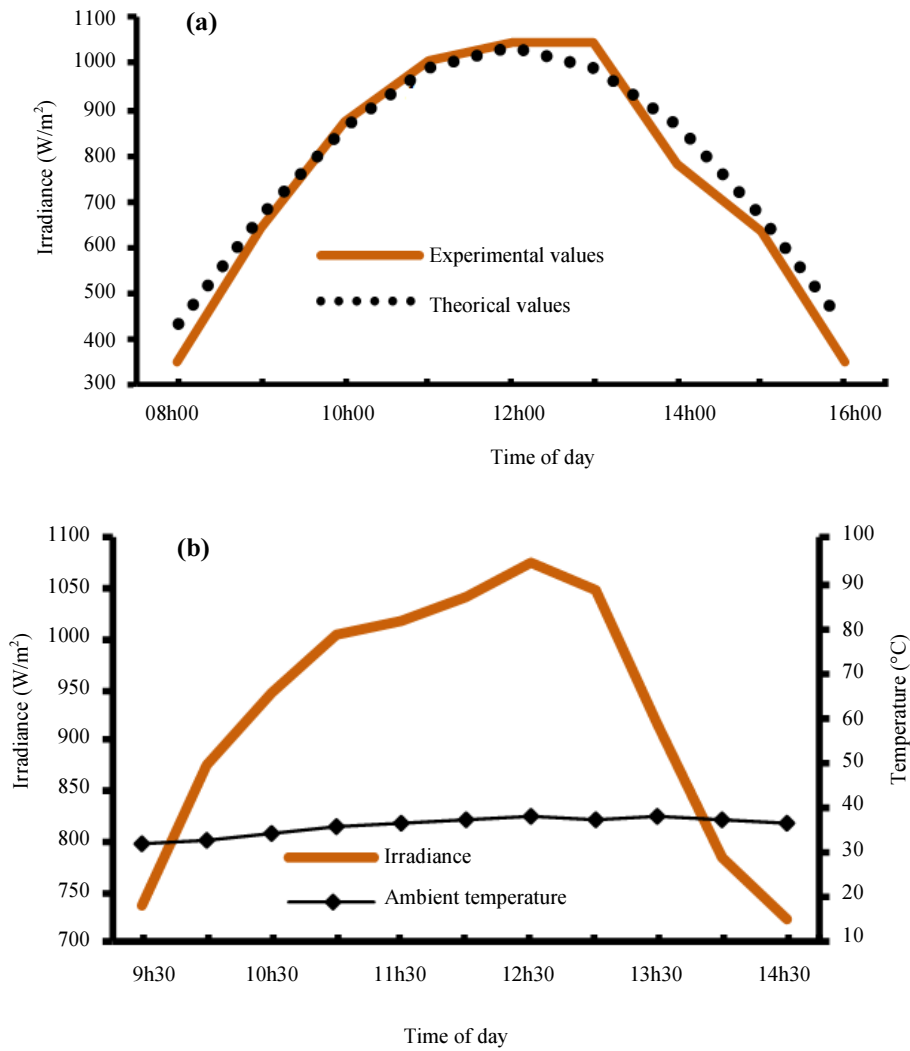 (a)
Irradiance (W/m²)
1100
1000
900
800
700
600
500
400
300
Experimental values
Theorical values
08h00 10h00 12h00 14h00 16h00
Time of day
(b)
Irradiance (W/m²)
1100
1050
1000
950
900
850
800
750
700
Temperature (°C)
100
90
80
70
60
50
40
30
20
10
Irradiance
Ambient temperature
9h30 10h30 11h30 12h30 13h30 14h30
Time of day